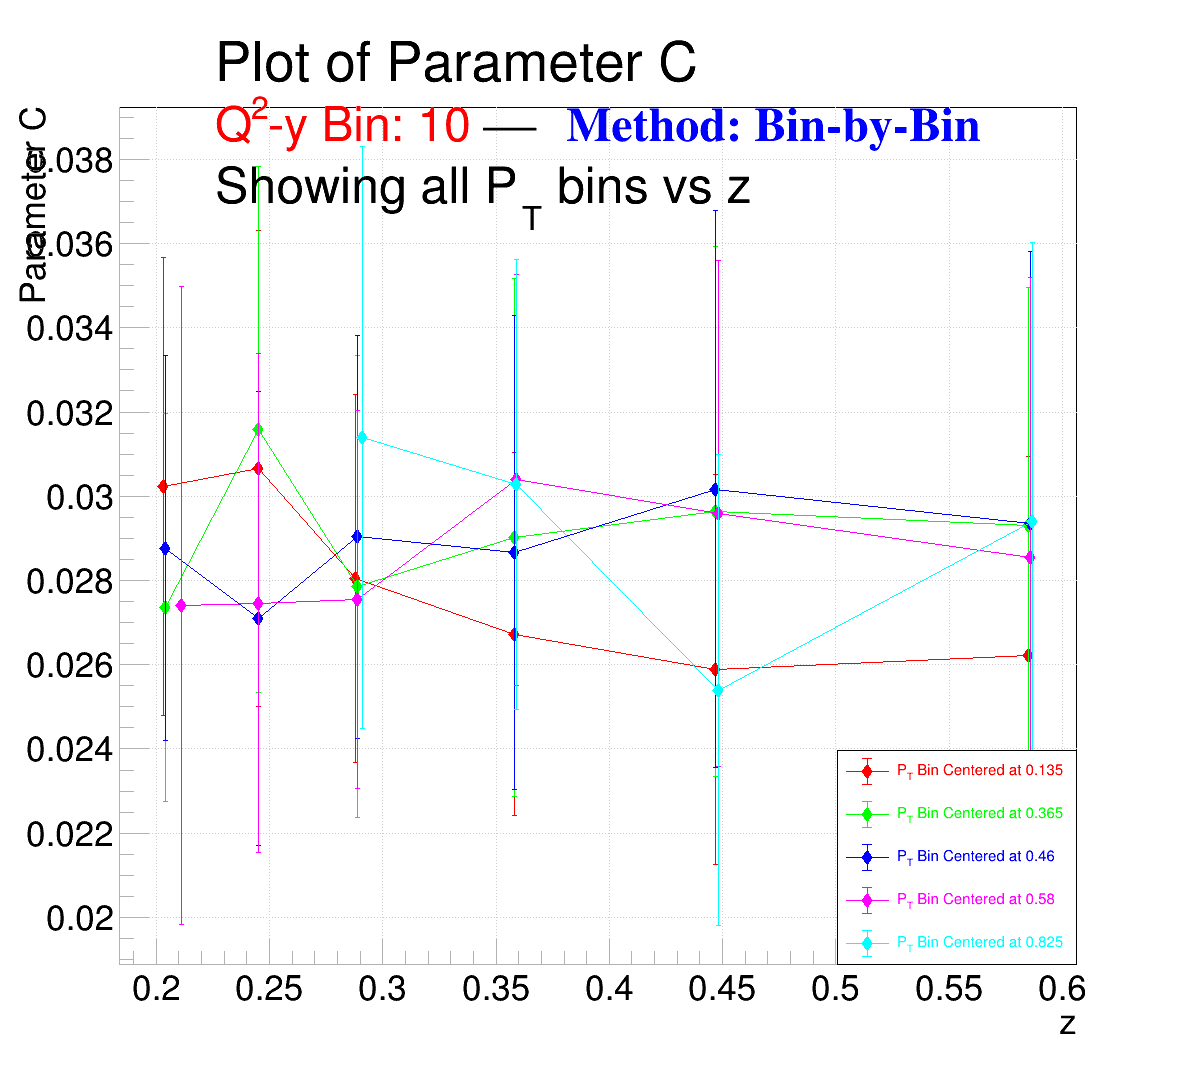 Plot of Parameter C
Q2-y Bin: 10 — Method: Bin-by-Bin
Showing all PT bins vs z
Parameter C
0.038
0.036
0.034
0.032
0.03
0.028
0.026
0.024
0.022
0.02
PT Bin Centered at 0.135
PT Bin Centered at 0.365
PT Bin Centered at 0.46
PT Bin Centered at 0.58
PT Bin Centered at 0.825
0.2 0.25 0.3 0.35 0.4 0.45 0.5 0.55 0.6
z